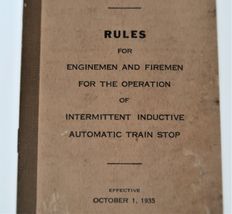 RULES
FOR
ENGINEMEN AND FIREMEN
FOR THE OPERATION
OF
INTERMITTENT INDUCTIVE
AUTOMATIC TRAIN STOP
EFFECTIVE
OCTOBER 1, 1935